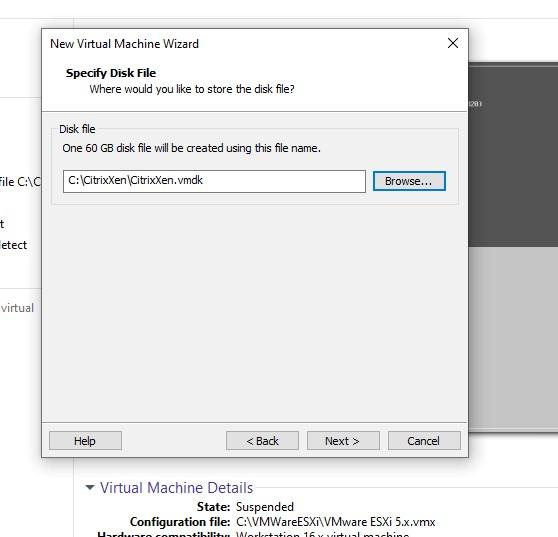 New Virtual Machine Wizard
Specify Disk File
Where would you like to store the disk file?
Disk file
One 60 GB disk file will be created using this file name.
C:\CitrixXen\CitrixXen.vmdk
Browse...
file C:\C
virtual
Help
< Back
Next >
Cancel
Virtual Machine Details
State: Suspended
Configuration file: C:\VMWareESXi\VMware ESXi 5.x.vmx
Hardware compatibility: Workstation 16.x virtual machine